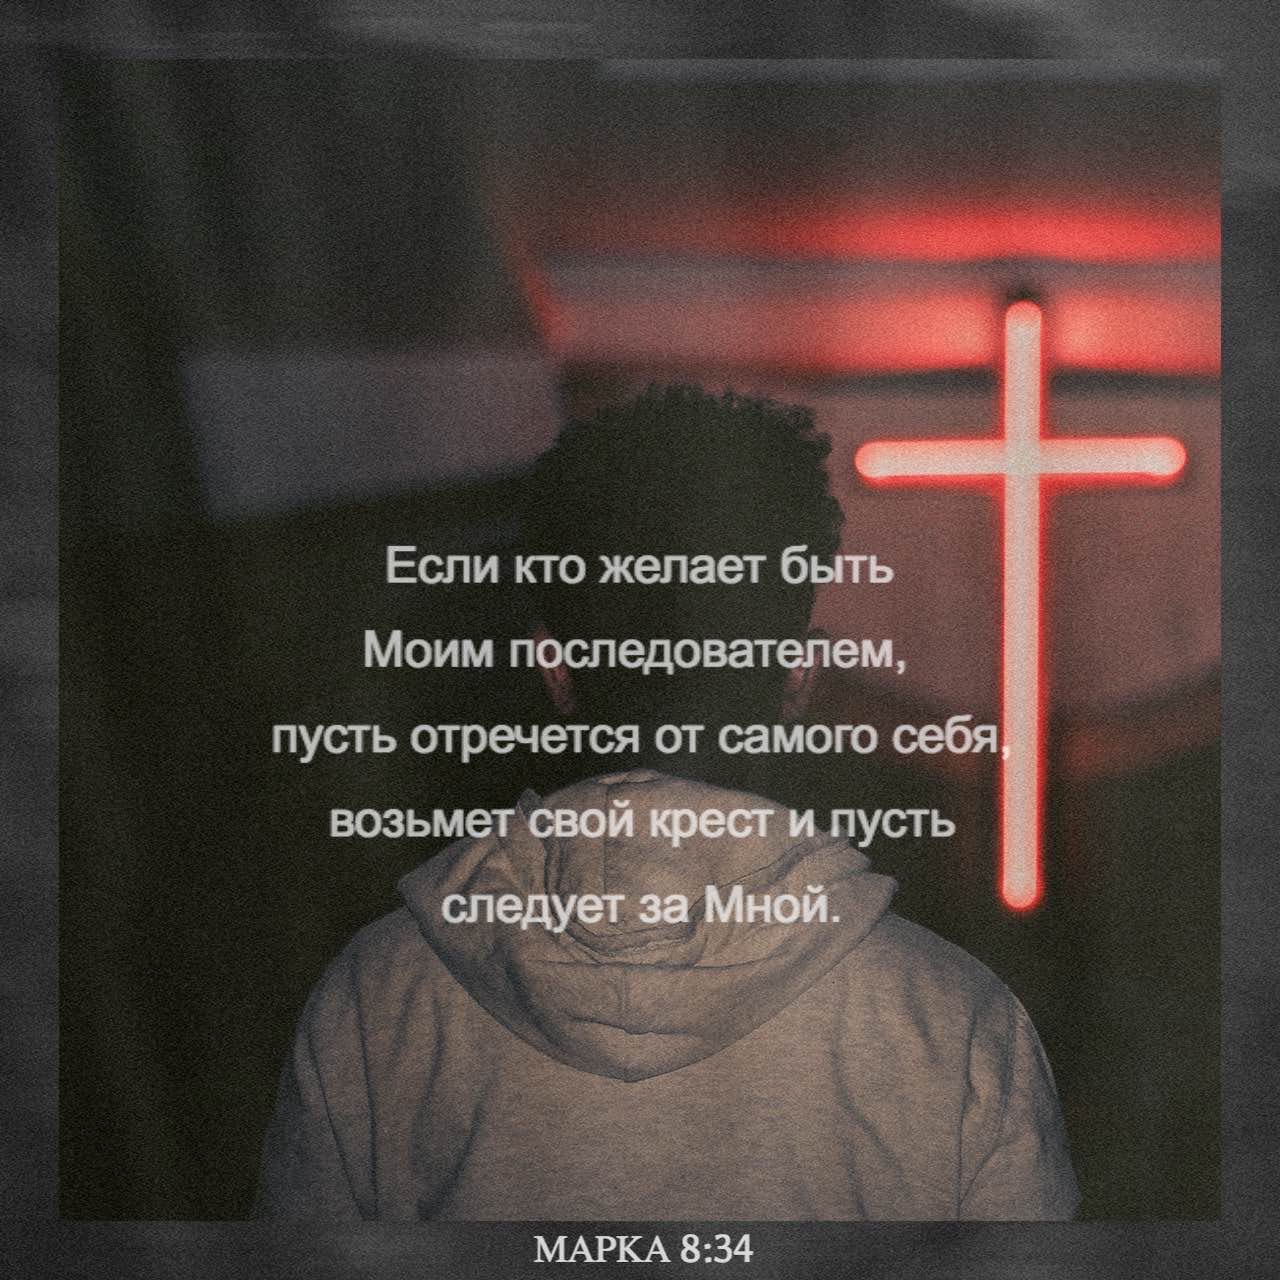 Если кто желает быть
Моим последователем,
пусть отречется от самого себя,
возьмет свой крест и пусть
следует за Мной.
МАРКА 8:34